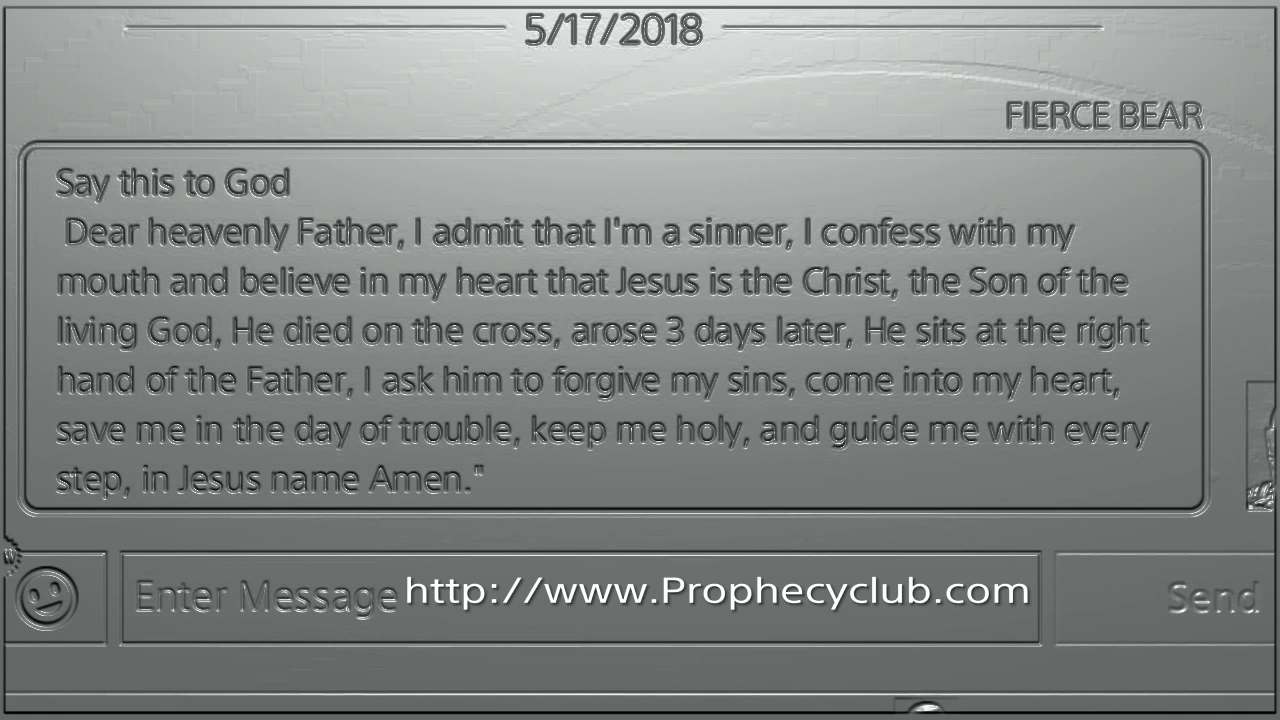 5/17/2018
FIERCE BEAR
Say this to God
Dear heavenly Father, I admit that I'm a sinner, I confess with my
mouth and believe in my heart that Jesus is the Christ, the Son of the
living God, He died on the cross, arose 3 days later, He sits at the right
hand of the Father, I ask him to forgive my sins, come into my heart,
save me in the day of trouble, keep me holy, and guide me with every
step, in Jesus name Amen."
Enter Message http://www.Prophecyclub.com Send